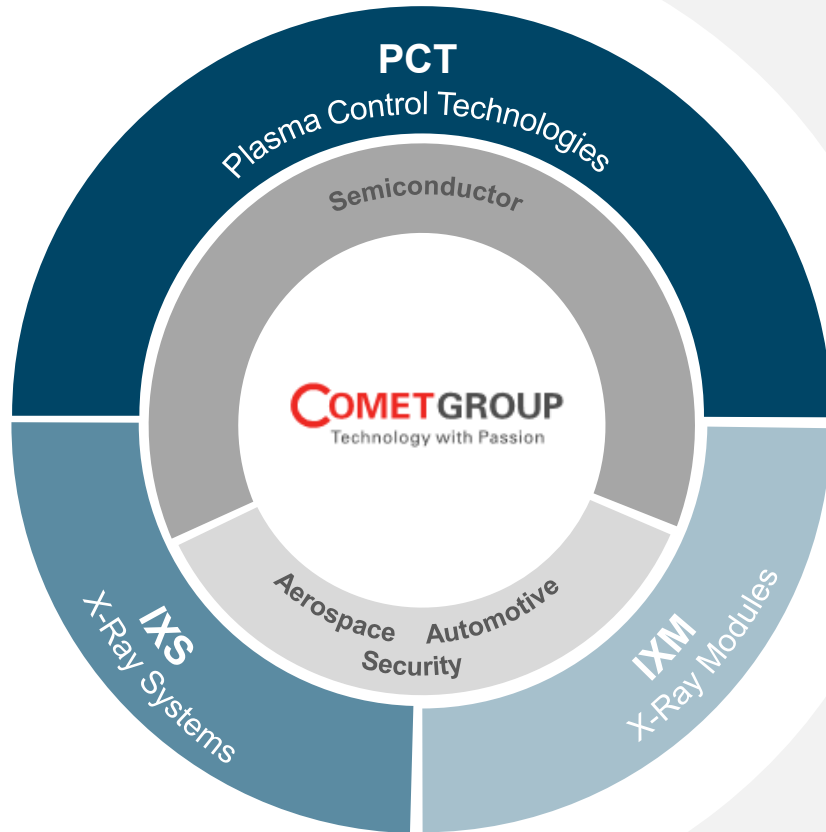 PCT
Plasma Control Technologies
Semiconductor
COMETGROUP
Technology with Passion
Aerospace Automotive
Security
IXS
X-Ray Systems
IXM
X-Ray Modules